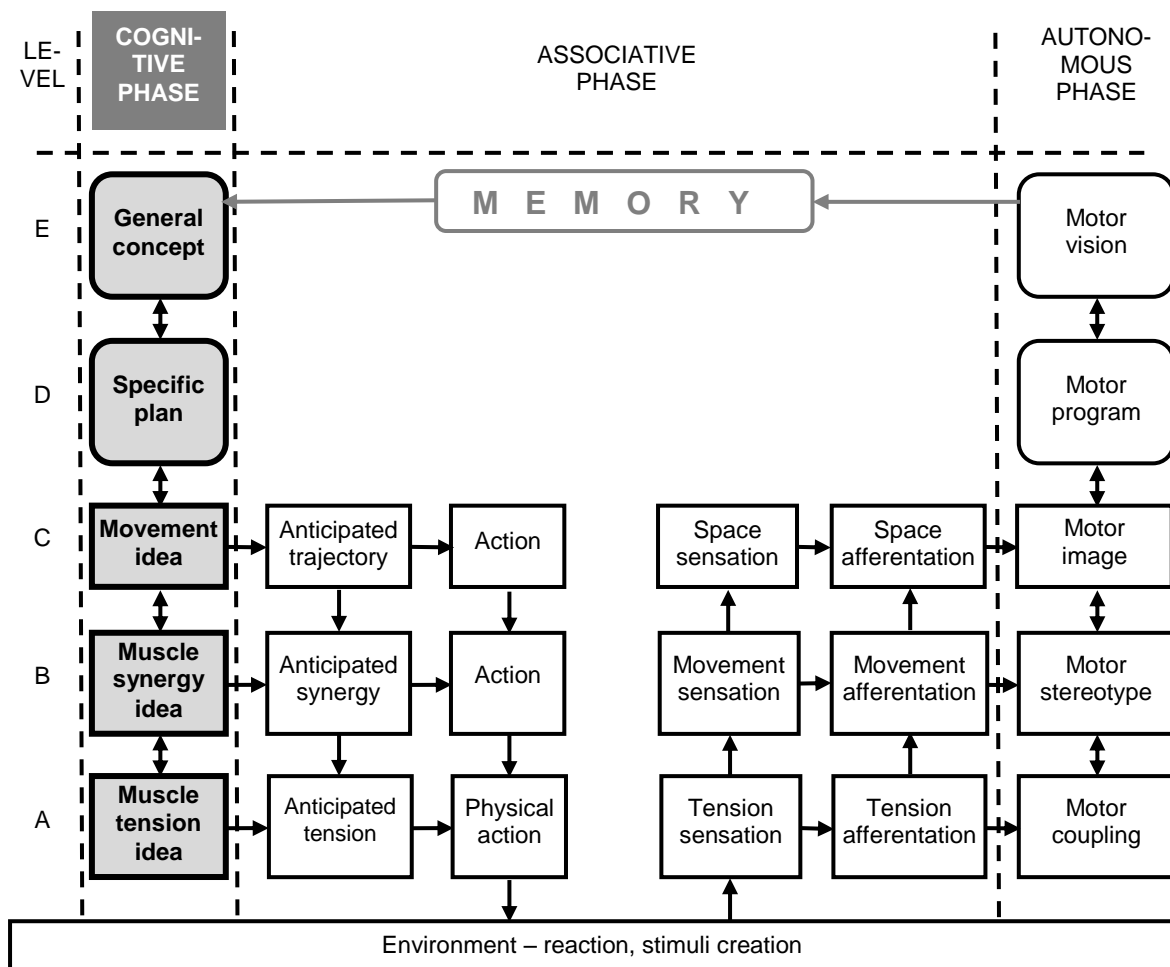 LE-
VEL
COGNI-
TIVE
PHASE
ASSOCIATIVE
PHASE
AUTONO-
MOUS
PHASE
E
General
concept
M E M O R Y
Motor
vision
D
Specific
plan
Motor
program
C
Movement
idea
Anticipated
trajectory
Action
Space
sensation
Space
afferentation
Motor
image
B
Muscle
synergy
idea
Anticipated
synergy
Action
Movement
sensation
Movement
afferentation
Motor
stereotype
A
Muscle
tension
idea
Anticipated
tension
Physical
action
Tension
sensation
Tension
afferentation
Motor
coupling
Environment – reaction, stimuli creation